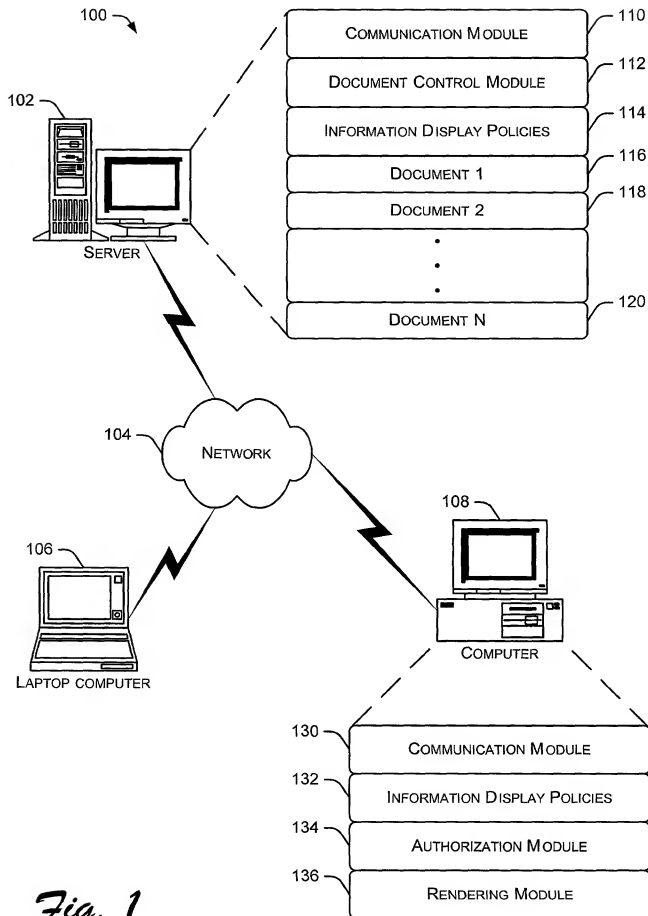 100
102
SERVER
COMMUNICATION MODULE
110
DOCUMENT CONTROL MODULE
112
INFORMATION DISPLAY POLICIES
114
DOCUMENT 1
116
DOCUMENT 2
118
DOCUMENT N
120
104
NETWORK
106
LAPTOP COMPUTER
108
COMPUTER
130
COMMUNICATION MODULE
132
INFORMATION DISPLAY POLICIES
134
AUTHORIZATION MODULE
136
RENDERING MODULE
Fig. 1